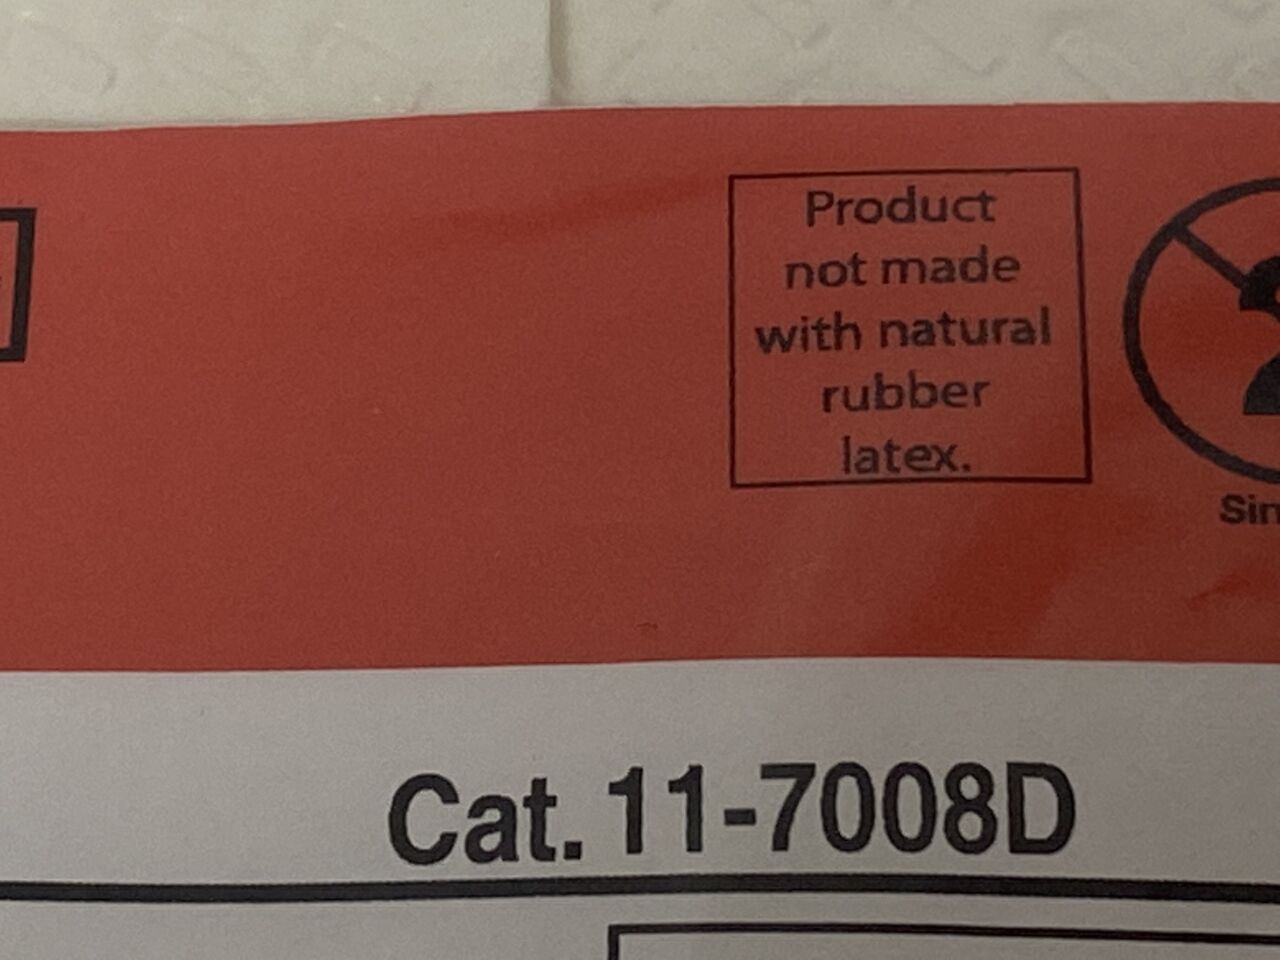 Product
not made
with natural
rubber
latex.
Cat. 11-7008D